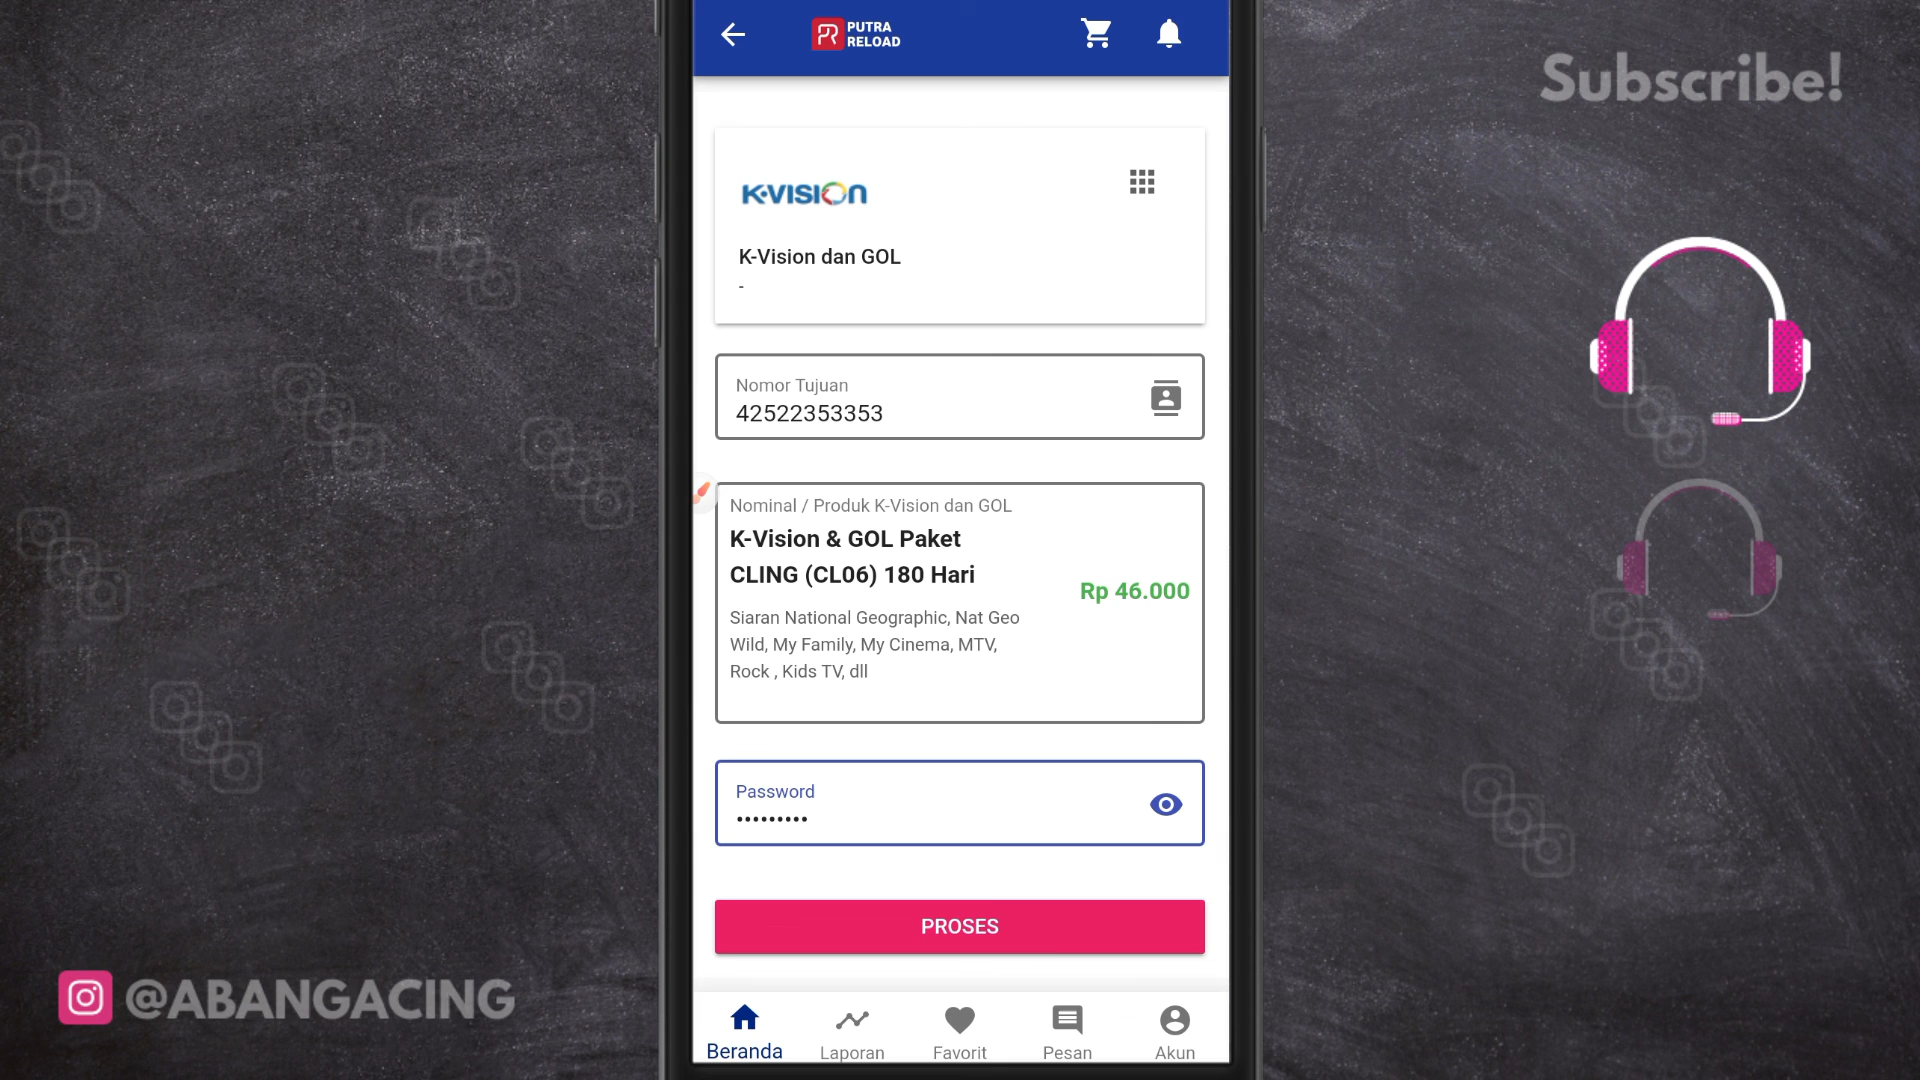 PUTRA
RELOAD
Subscribe!
K-VISION
K-Vision dan GOL
-
Nomor Tujuan
42522353353
Nominal / Produk K-Vision dan GOL
K-Vision & GOL Paket
CLING (CL06) 180 Hari
Rp 46.000
Siaran National Geographic, Nat Geo
Wild, My Family, My Cinema, MTV,
Rock , Kids TV, dll
Password
•••••••••
PROSES
@ABANGACING
Beranda
Laporan
Favorit
Pesan
Akun